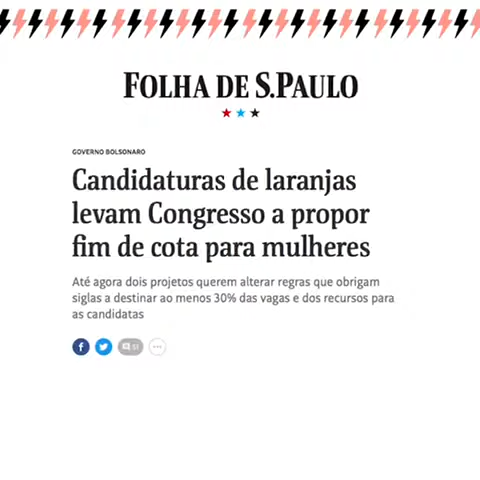 FOLHA DE S.PAULO
GOVERNO BOLSONARO
Candidaturas de laranjas
levam Congresso a propor
fim de cota para mulheres
Até agora dois projetos querem alterar regras que obrigam
siglas a destinar ao menos 30% das vagas e dos recursos para
as candidatas
51